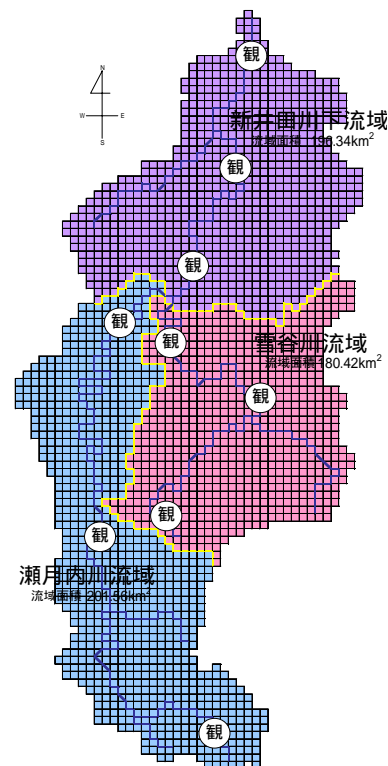 観
N
W E
S
新井田川下流域
流域面積 196.34km2
観
観
観
観
雪谷川流域
流域面積180.42km2
観
観
観
瀬月内川流域
流域面積 201.56km2
観